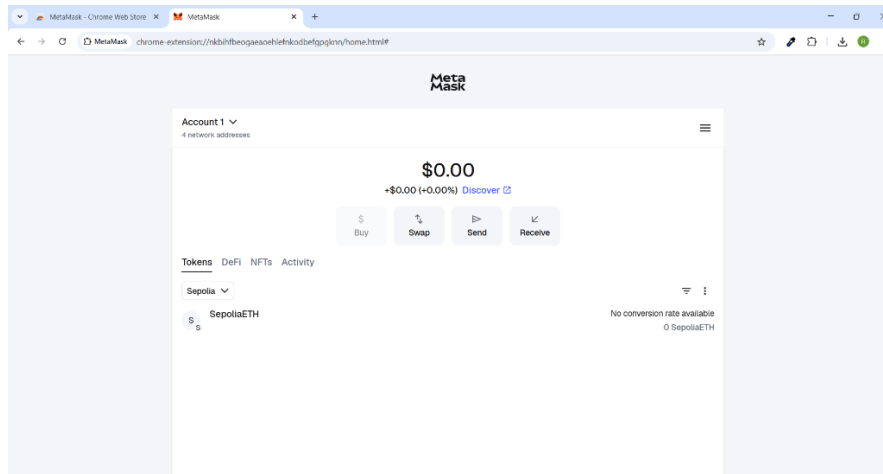 MetaMask - Chrome Web Store
MetaMask
MetaMask
chrome-extension://nkbihfbeogaeaoehlefnkodbefgpgknn/home.html#
R
Meta
Mask
Account 1
4 network addresses
$0.00
+$0.00 (+0.00%) Discover
$
Buy Swap Send Receive
Tokens DeFi NFTs Activity
Sepolia
S
S
SepoliaETH
No conversion rate available
0 SepoliaETH